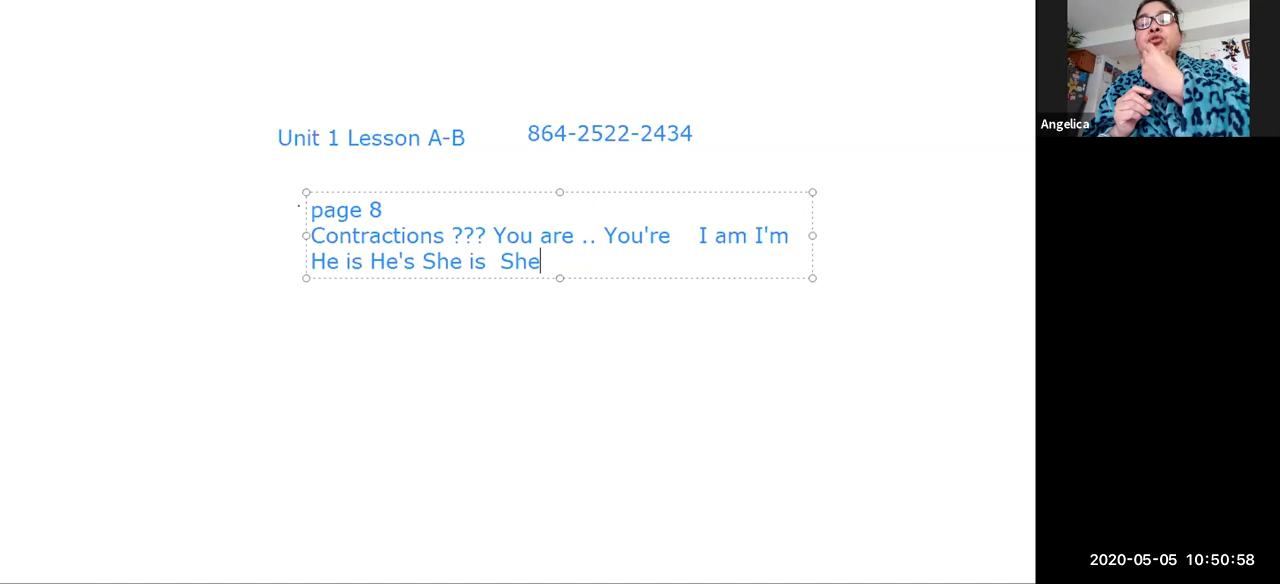 Unit 1 Lesson A-B 864-2522-2434
page 8
Contractions ??? You are .. You're I am I'm
He is He's She is She
Angelica
2020-05-05 10:50:58